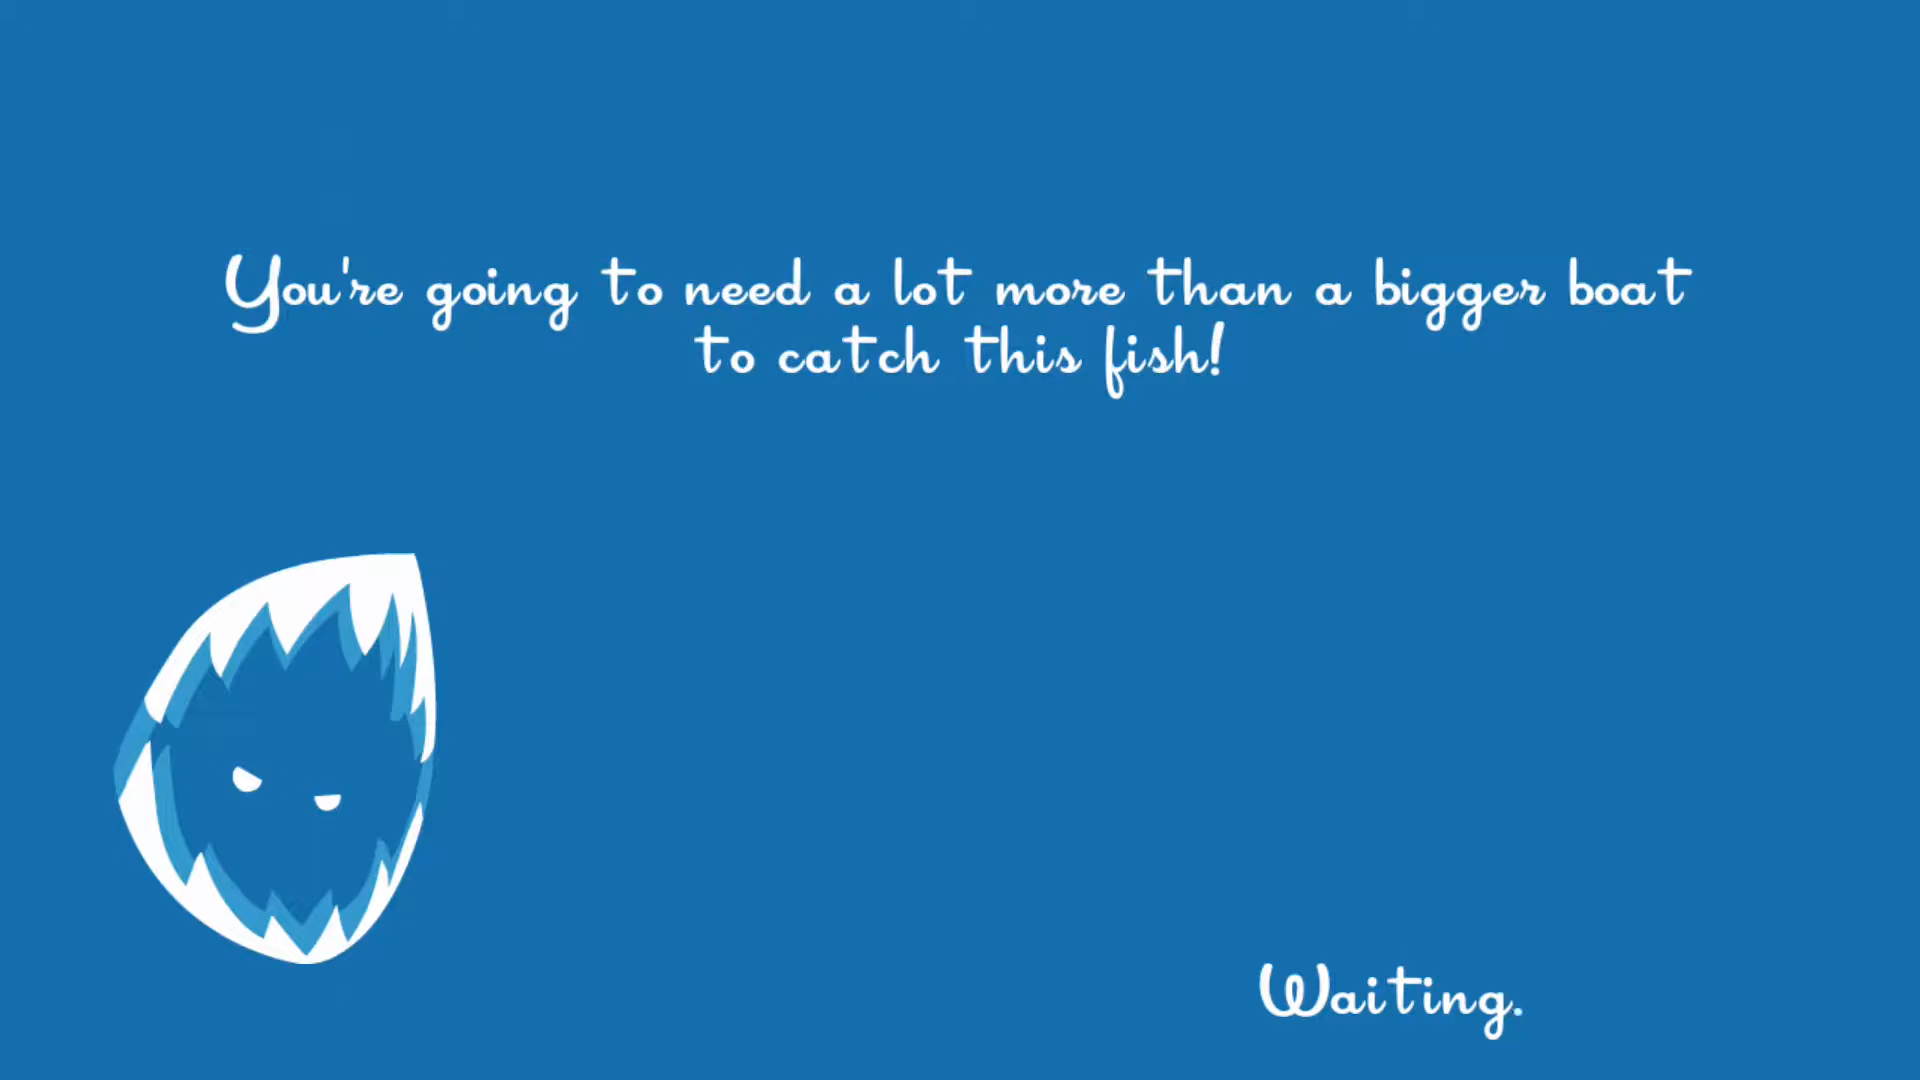 You're going to need a lot more than a bigger boat
to catch this fish!
Waiting.